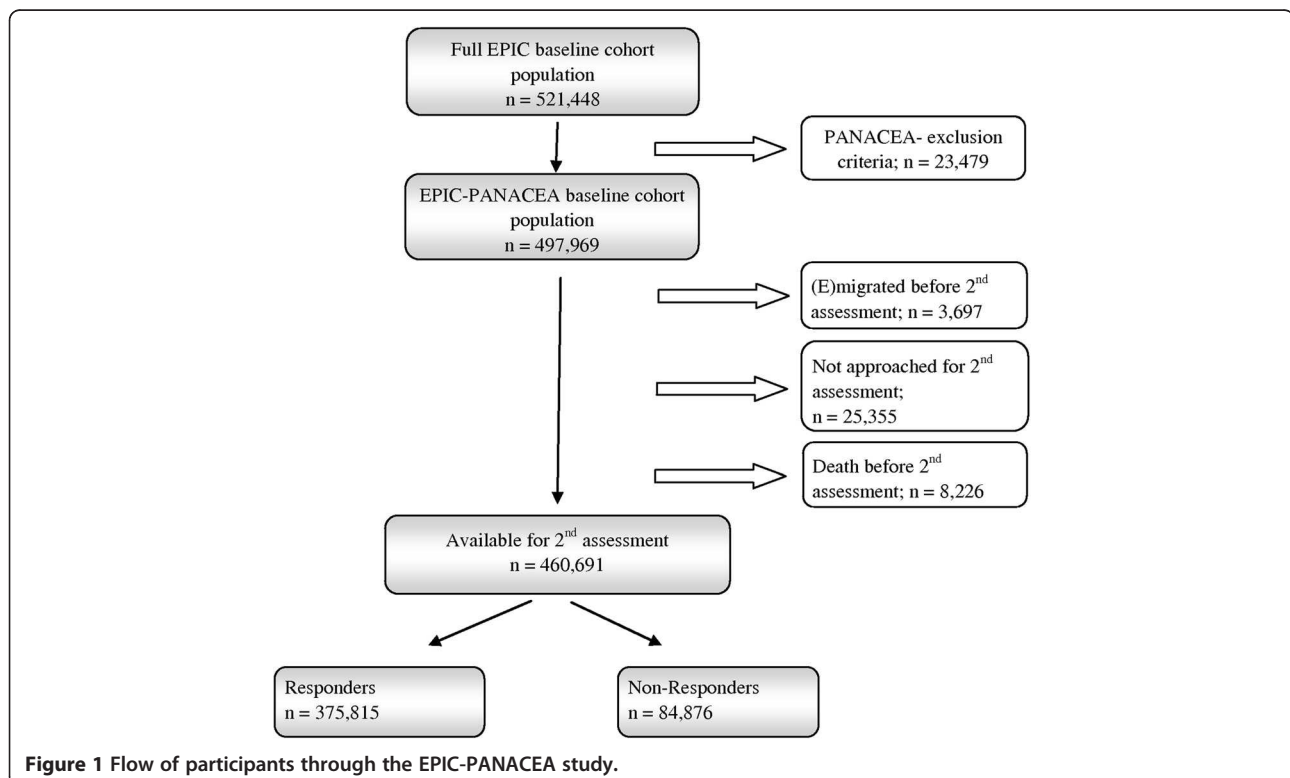 Full EPIC baseline cohort
population
n = 521,448
PANACEA- exclusion
criteria; n = 23,479
EPIC-PANACEA baseline cohort
population
n = 497,969
(E)migrated before 2nd
assessment; n = 3,697
Not approached for 2nd
assessment;
n = 25,355
Death before 2nd
assessment; n = 8,226
Available for 2nd assessment
n = 460,691
Responders
n = 375,815
Non-Responders
n = 84,876
Figure 1 Flow of participants through the EPIC-PANACEA study.